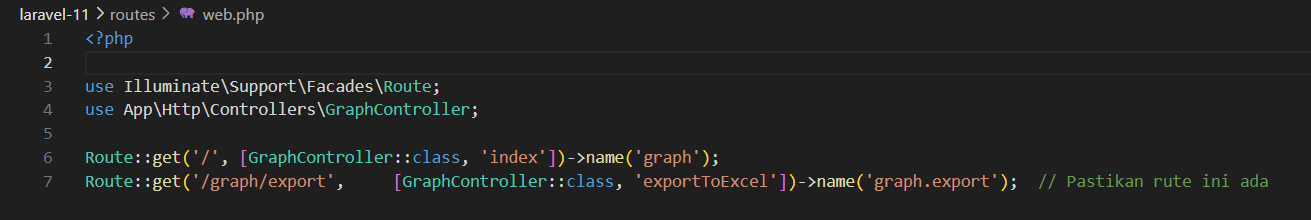 laravel-11 > routes > web.php
1 <?php
2
3 use Illuminate\Support\Facades\Route;
4 use App\Http\Controllers\GraphController;
5
6 Route::get('/', [GraphController::class, 'index'])->name('graph');
7 Route::get('/graph/export',     [GraphController::class, 'exportToExcel'])->name('graph.export');  // Pastikan rute ini ada